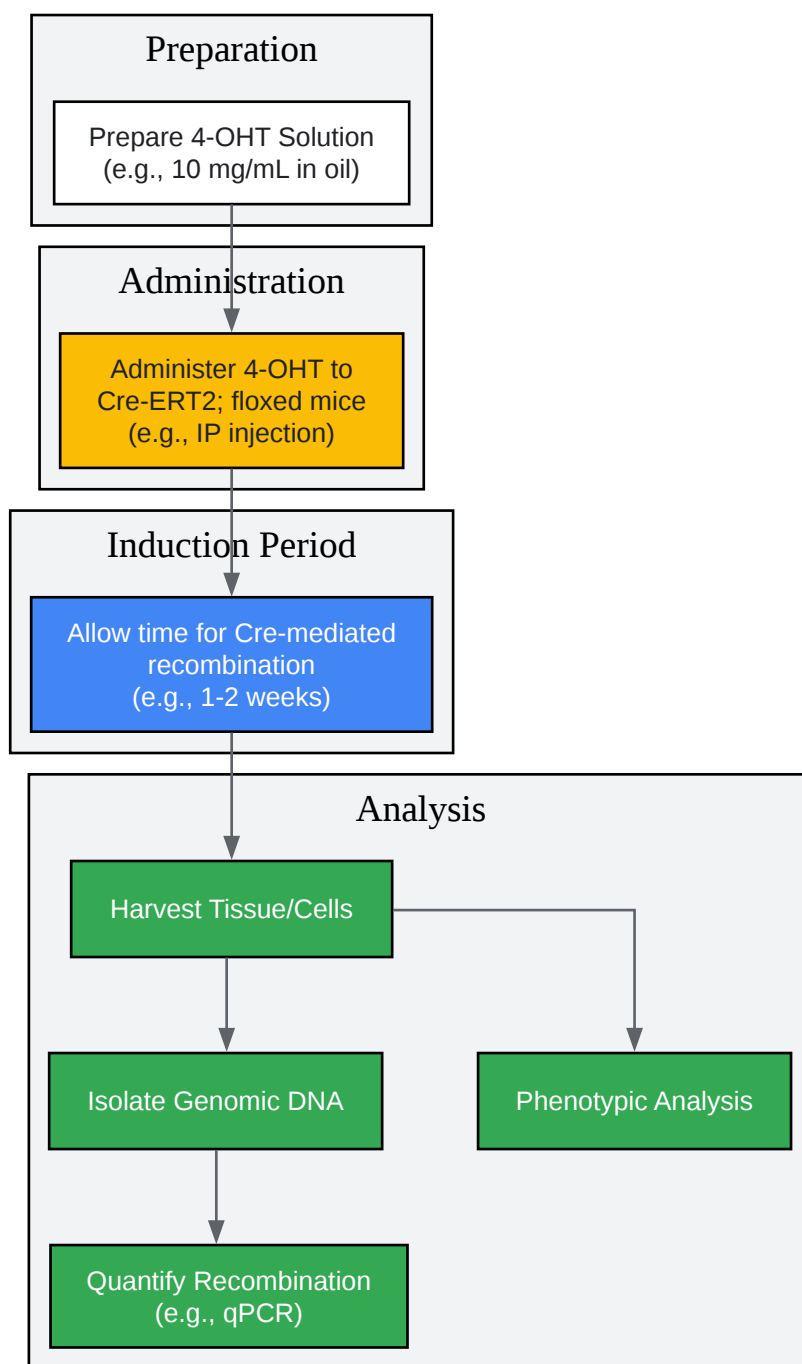 Preparation
Prepare 4-OHT Solution
(e.g., 10 mg/mL in oil)
Administration
Administer 4-OHT to
Cre-ERT2; floxed mice
(e.g., IP injection)
Induction Period
Allow time for Cre-mediated
recombination
(e.g., 1-2 weeks)
Analysis
Harvest Tissue/Cells
Isolate Genomic DNA
Phenotypic Analysis
Quantify Recombination
(e.g., qPCR)